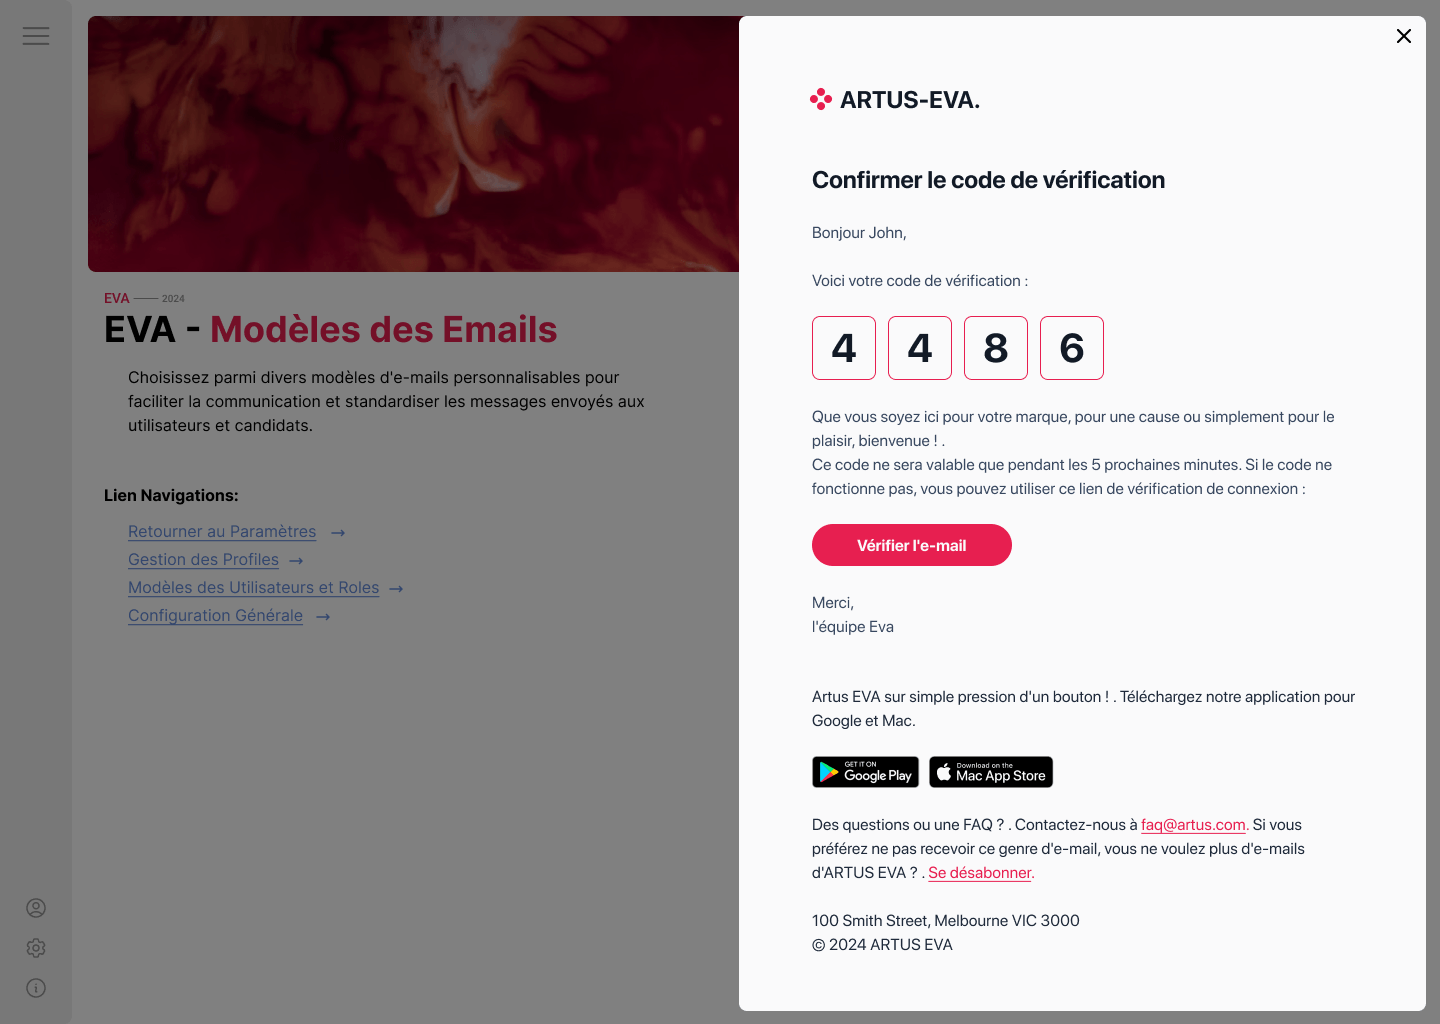 EVA 2024
EVA - Modèles des Emails
Choisissez parmi divers modèles d'e-mails personnalisables pour
faciliter la communication et standardiser les messages envoyés aux
utilisateurs et candidats.
Lien Navigations:
Retourner au Paramètres →
Gestion des Profiles →
Modèles des Utilisateurs et Roles →
Configuration Générale →
ARTUS-EVA.
Confirmer le code de vérification
Bonjour John,
Voici votre code de vérification :
4 4 8 6
Que vous soyez ici pour votre marque, pour une cause ou simplement pour le
plaisir, bienvenue ! .
Ce code ne sera valable que pendant les 5 prochaines minutes. Si le code ne
fonctionne pas, vous pouvez utiliser ce lien de vérification de connexion :
Vérifier l'e-mail
Merci,
l'équipe Eva
Artus EVA sur simple pression d'un bouton ! . Téléchargez notre application pour
Google et Mac.
GET IT ON
Google Play
Download on the
Mac App Store
Des questions ou une FAQ ? . Contactez-nous à faq@artus.com. Si vous
préférez ne pas recevoir ce genre d'e-mail, vous ne voulez plus d'e-mails
d'ARTUS EVA ? . Se désabonner.
100 Smith Street, Melbourne VIC 3000
© 2024 ARTUS EVA